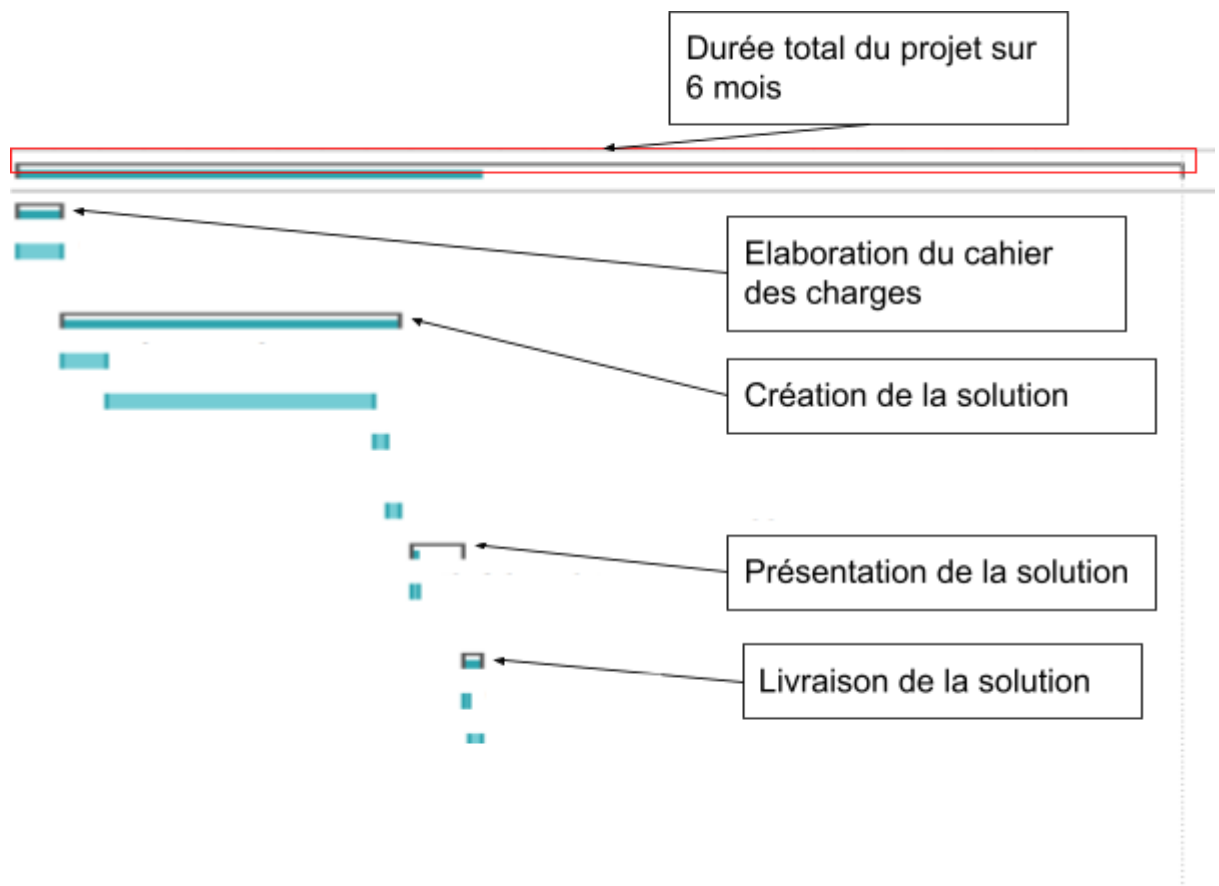 Durée total du projet sur
6 mois
Elaboration du cahier
des charges
Création de la solution
Présentation de la solution
Livraison de la solution